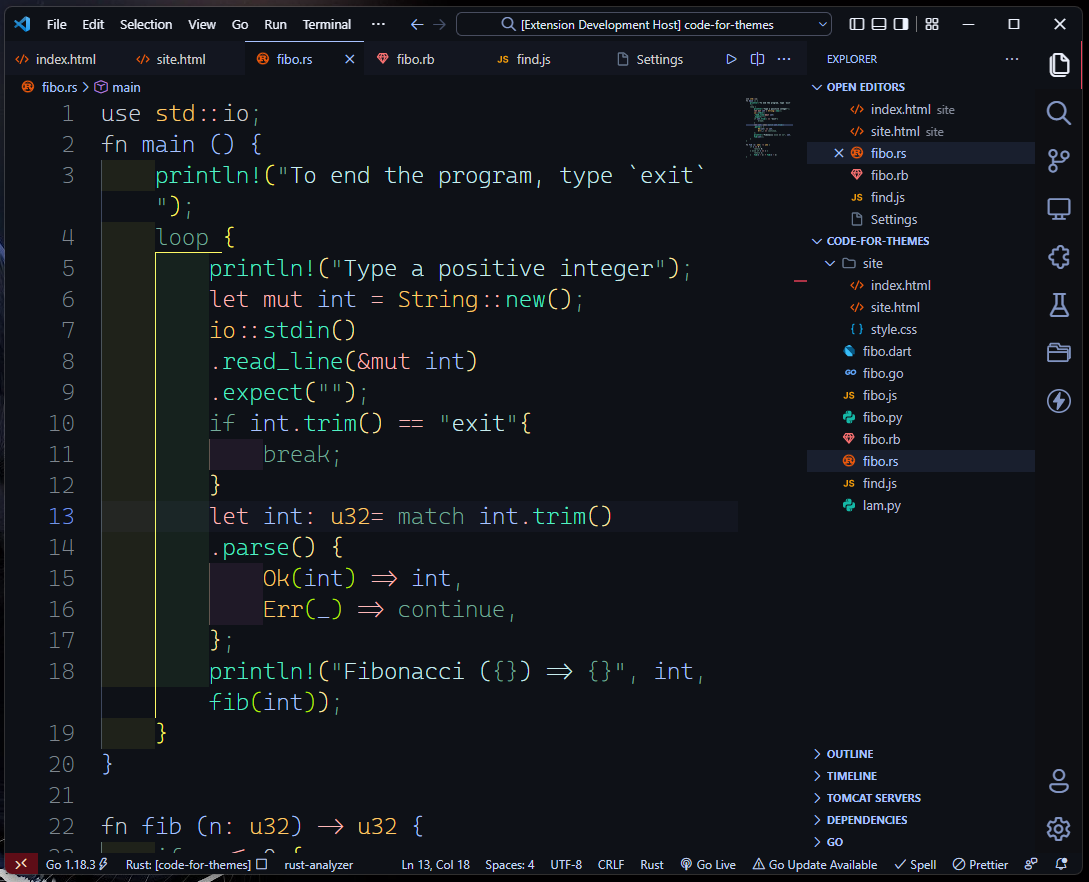 File Edit Selection View Go Run Terminal ··· [Extension Development Host] code-for-themes
index.html site.html fibo.rs fibo.rb find.js Settings
fibo.rs > main
1 use std::io;
2 fn main () {
3 println!("To end the program, type `exit`
");
4 loop {
5 println!("Type a positive integer");
6 let mut int = String::new();
7 io::stdin()
8 .read_line(&mut int)
9 .expect("");
10 if int.trim() == "exit"{
11 break;
12 }
13 let int: u32= match int.trim()
14 .parse() {
15 Ok(int) => int,
16 Err(_) => continue,
17 };
18 println!("Fibonacci ({}) => {}", int,
fib(int));
19 }
20 }
21
22 fn fib (n: u32) -> u32 {
EXPLORER
OPEN EDITORS
index.html site
site.html site
fibo.rs
fibo.rb
JS find.js
Settings
CODE-FOR-THEMES
site
index.html
site.html
{} style.css
fibo.dart
GO fibo.go
JS fibo.js
fibo.py
fibo.rb
fibo.rs
JS find.js
lam.py
OUTLINE
TIMELINE
TOMCAT SERVERS
DEPENDENCIES
GO
Go 1.18.3 Rust: [code-for-themes] rust-analyzer Ln 13, Col 18 Spaces: 4 UTF-8 CRLF Rust Go Live Go Update Available Spell Prettier